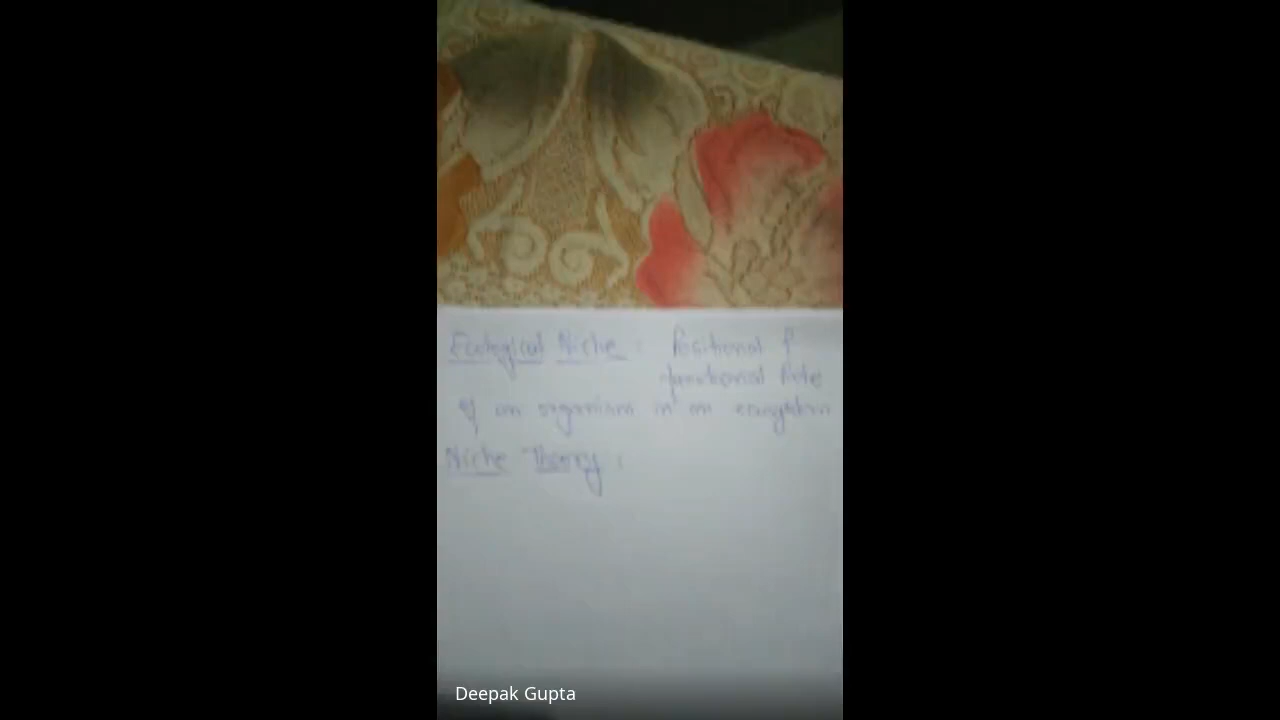 Ecological Niche : Positional &
functional Role
of an organism in an ecosystem
Niche Theory :
Deepak Gupta